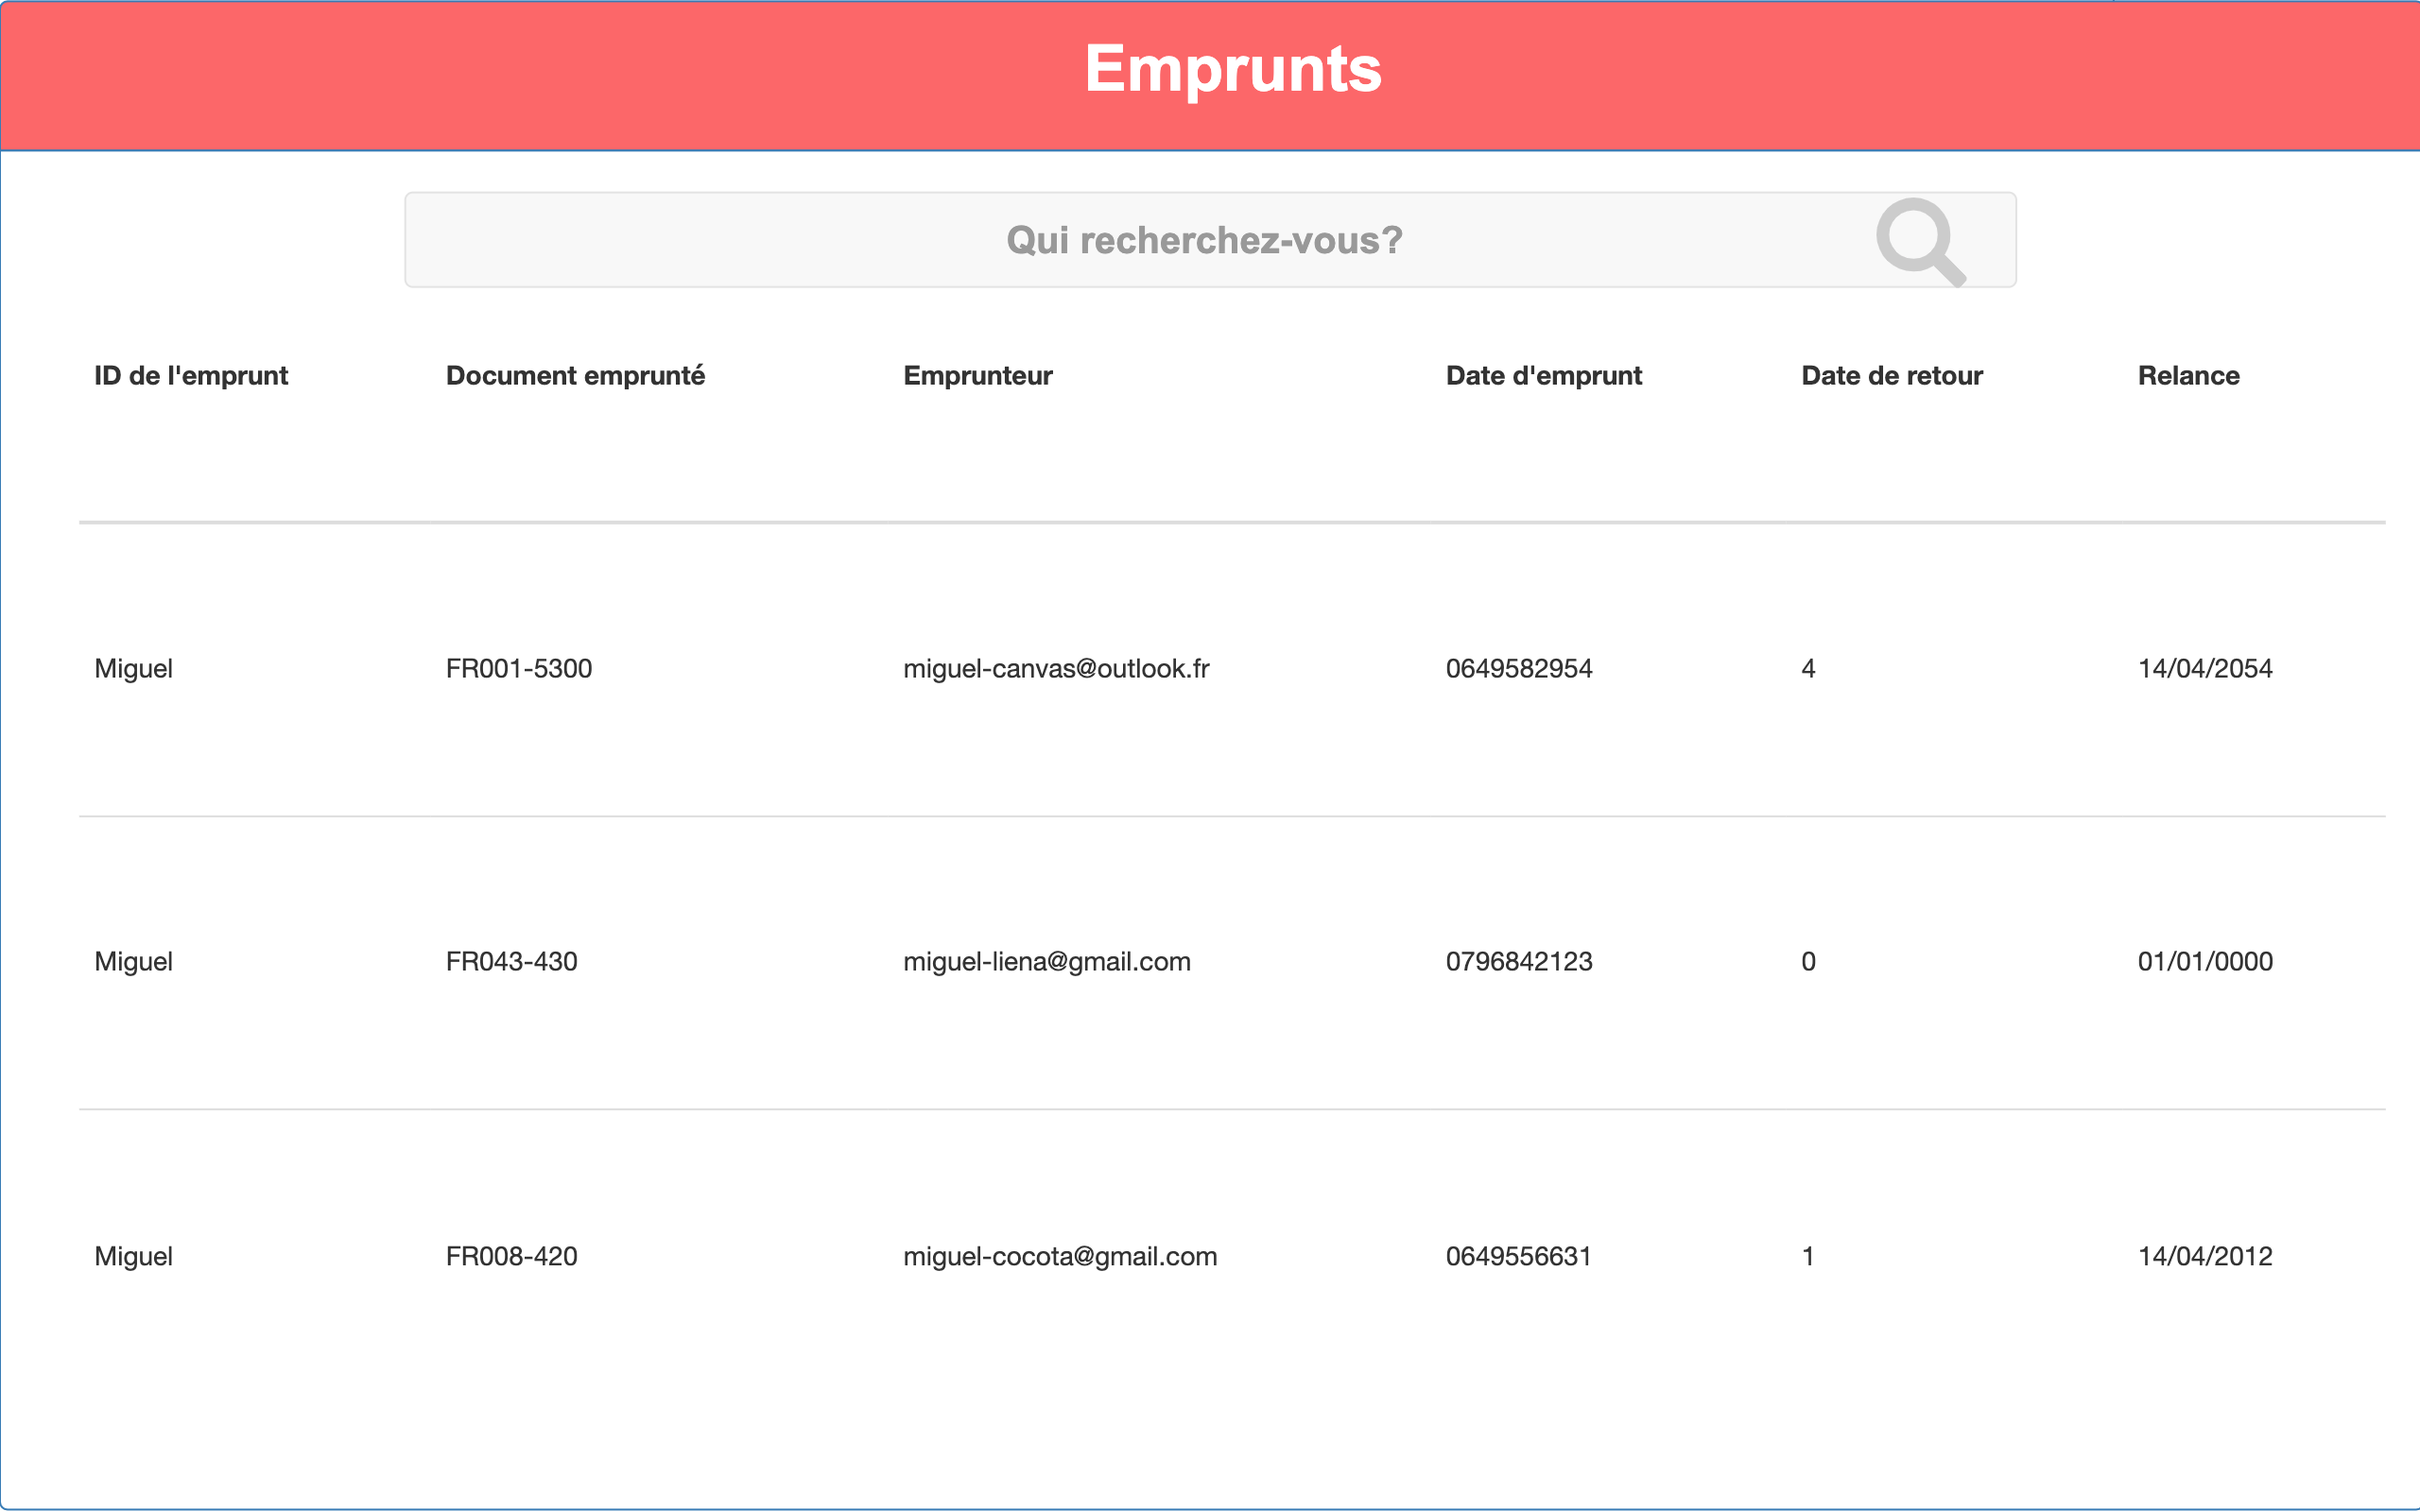 Emprunts
Qui recherchez-vous?
ID de l'emprunt Document emprunté Emprunteur Date d'emprunt Date de retour Relance
Miguel FR001-5300 miguel-canvas@outlook.fr 0649582954 4 14/04/2054
Miguel FR043-430 miguel-liena@gmail.com 0796842123 0 01/01/0000
Miguel FR008-420 miguel-cocota@gmail.com 0649556631 1 14/04/2012